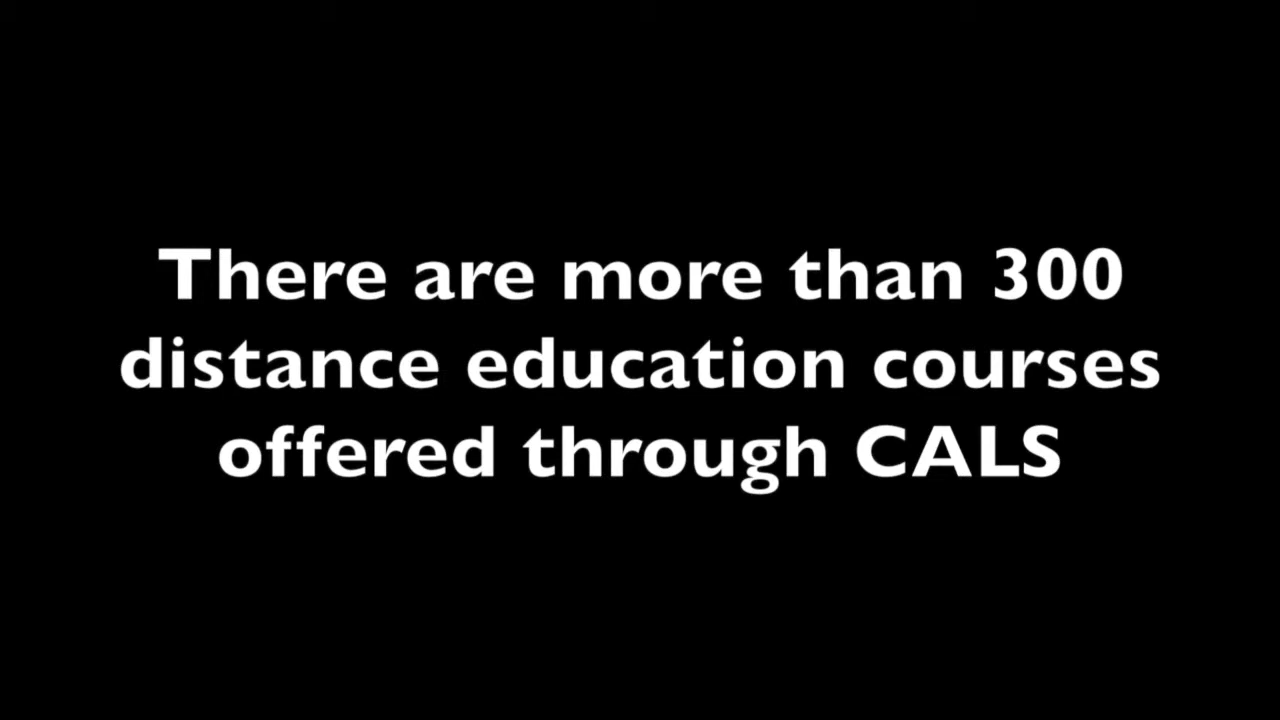 There are more than 300
distance education courses
offered through CALS